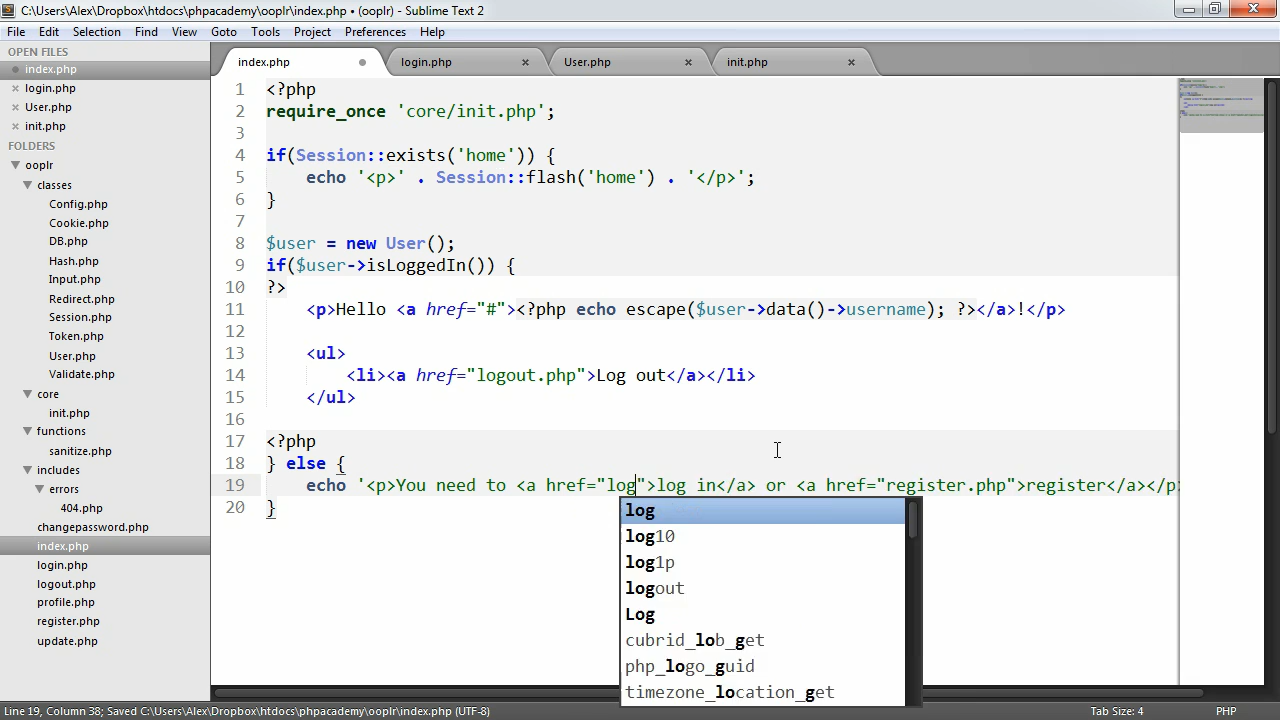 C:\Users\Alex\Dropbox\htdocs\phpacademy\ooplr\index.php • (ooplr) - Sublime Text 2
File Edit Selection Find View Goto Tools Project Preferences Help
OPEN FILES
index.php
login.php
User.php
init.php
FOLDERS
ooplr
classes
Config.php
Cookie.php
DB.php
Hash.php
Input.php
Redirect.php
Session.php
Token.php
User.php
Validate.php
core
init.php
functions
sanitize.php
includes
errors
404.php
changepassword.php
index.php
login.php
logout.php
profile.php
register.php
update.php
index.php login.php User.php init.php
1 <?php
2 require_once 'core/init.php';
3
4 if(Session::exists('home')) {
5 echo '<p>' . Session::flash('home') . '</p>';
6 }
7
8 $user = new User();
9 if($user->isLoggedIn()) {
10 ?>
11 <p>Hello <a href="#"><?php echo escape($user->data()->username); ?></a>!</p>
12
13 <ul>
14 <li><a href="logout.php">Log out</a></li>
15 </ul>
16
17 <?php
18 } else {
19 echo '<p>You need to <a href="log">log in</a> or <a href="register.php">register</a></p
20 }
log
log10
log1p
logout
Log
cubrid_lob_get
php_logo_guid
timezone_location_get
Line 19, Column 38; Saved C:\Users\Alex\Dropbox\htdocs\phpacademy\ooplr\index.php (UTF-8) Tab Size: 4 PHP